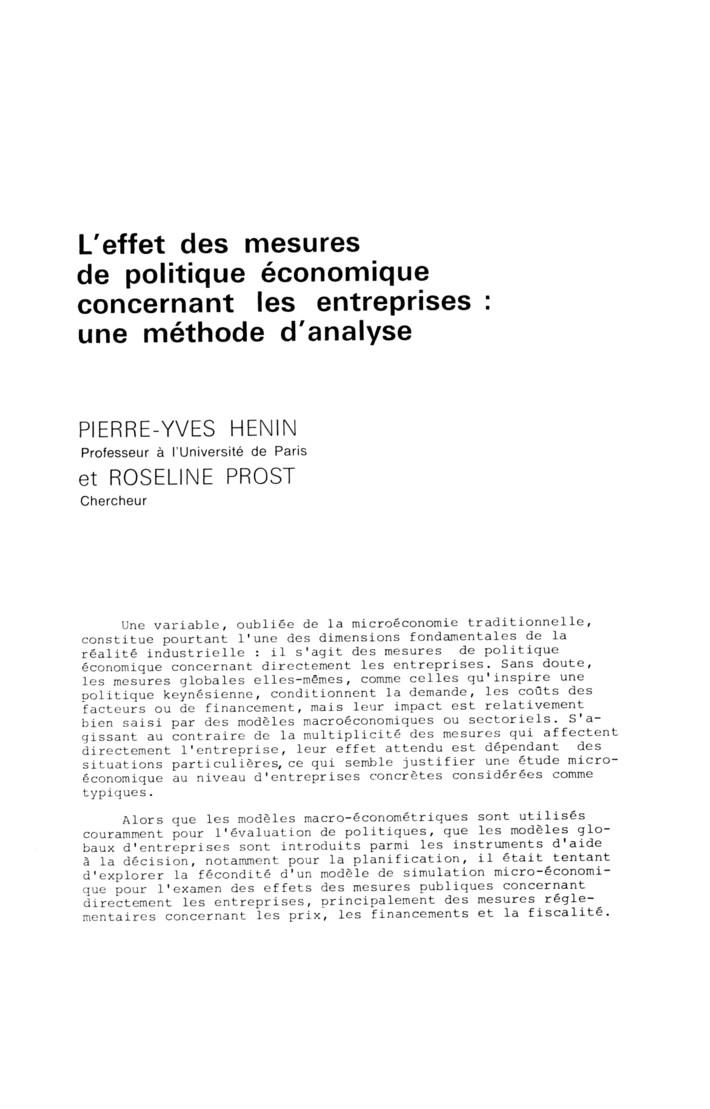 L'effet des mesures
de politique économique
concernant les entreprises :
une méthode d'analyse
PIERRE-YVES HENIN
Professeur à l'Université de Paris
et ROSELINE PROST
Chercheur
Une variable, oubliée de la microéconomie traditionnelle,
constitue pourtant l'une des dimensions fondamentales de la
réalité industrielle : il s'agit des mesures de politique
économique concernant directement les entreprises. Sans doute,
les mesures globales elles-mêmes, comme celles qu'inspire une
politique keynésienne, conditionnent la demande, les coûts des
facteurs ou de financement, mais leur impact est relativement
bien saisi par des modèles macroéconomiques ou sectoriels. S'a-
gissant au contraire de la multiplicité des mesures qui affectent
directement l'entreprise, leur effet attendu est dépendant des
situations particulières, ce qui semble justifier une étude micro-
économique au niveau d'entreprises concrètes considérées comme
typiques.
Alors que les modèles macro-économétriques sont utilisés
couramment pour l'évaluation de politiques, que les modèles glo-
baux d'entreprises sont introduits parmi les instruments d'aide
à la décision, notamment pour la planification, il était tentant
d'explorer la fécondité d'un modèle de simulation micro-économi-
que pour l'examen des effets des mesures publiques concernant
directement les entreprises, principalement des mesures régle-
mentaires concernant les prix, les financements et la fiscalité.